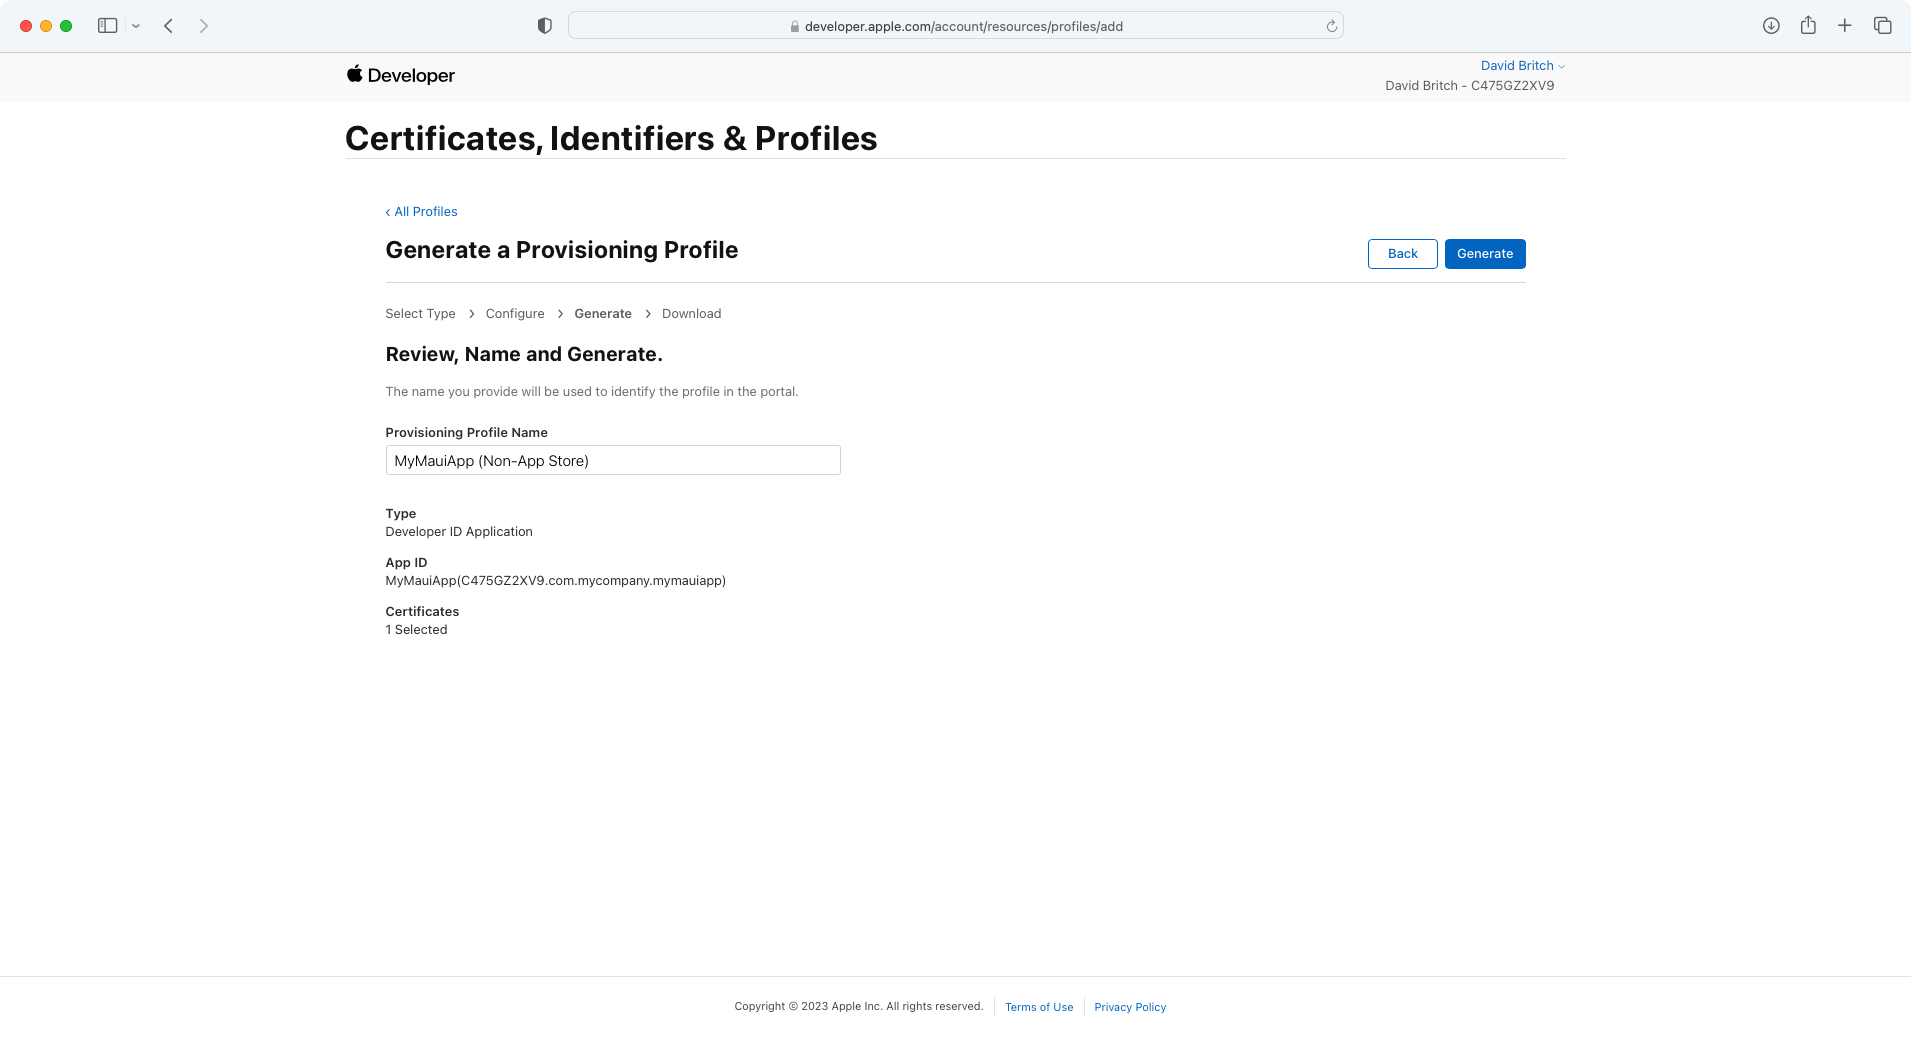 developer.apple.com/account/resources/profiles/add
Developer
David Britch
David Britch - C475GZ2XV9
Certificates, Identifiers & Profiles
‹ All Profiles
Generate a Provisioning Profile
Back
Generate
Select Type > Configure > Generate > Download
Review, Name and Generate.
The name you provide will be used to identify the profile in the portal.
Provisioning Profile Name
MyMauiApp (Non-App Store)
Type
Developer ID Application
App ID
MyMauiApp(C475GZ2XV9.com.mycompany.mymauiapp)
Certificates
1 Selected
Copyright © 2023 Apple Inc. All rights reserved. Terms of Use Privacy Policy